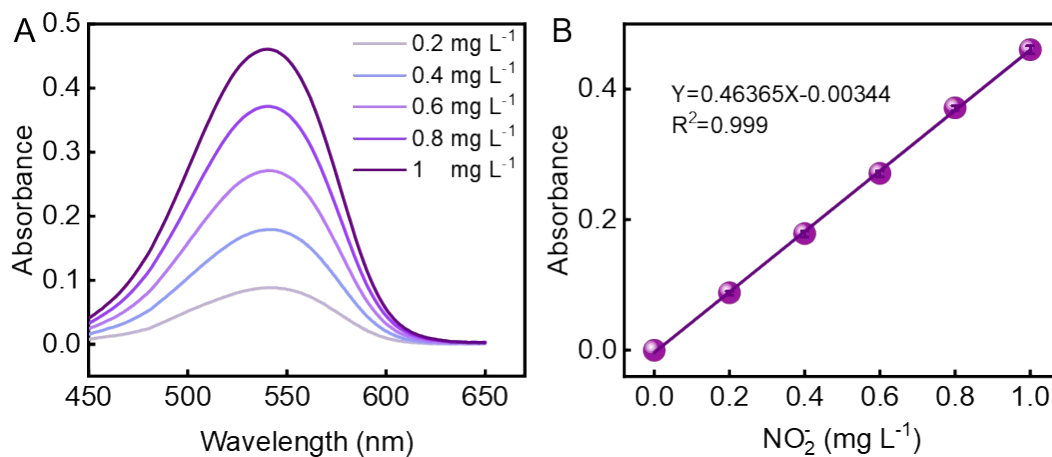 A
0.5
0.4
0.3
0.2
0.1
0.0
Absorbance
450 500 550 600 650
Wavelength (nm)
0.2 mg L⁻¹
0.4 mg L⁻¹
0.6 mg L⁻¹
0.8 mg L⁻¹
1 mg L⁻¹
B
0.4
0.2
0.0
Absorbance
Y=0.46365X-0.00344
R²=0.999
0.0 0.2 0.4 0.6 0.8 1.0
NO₂⁻ (mg L⁻¹)